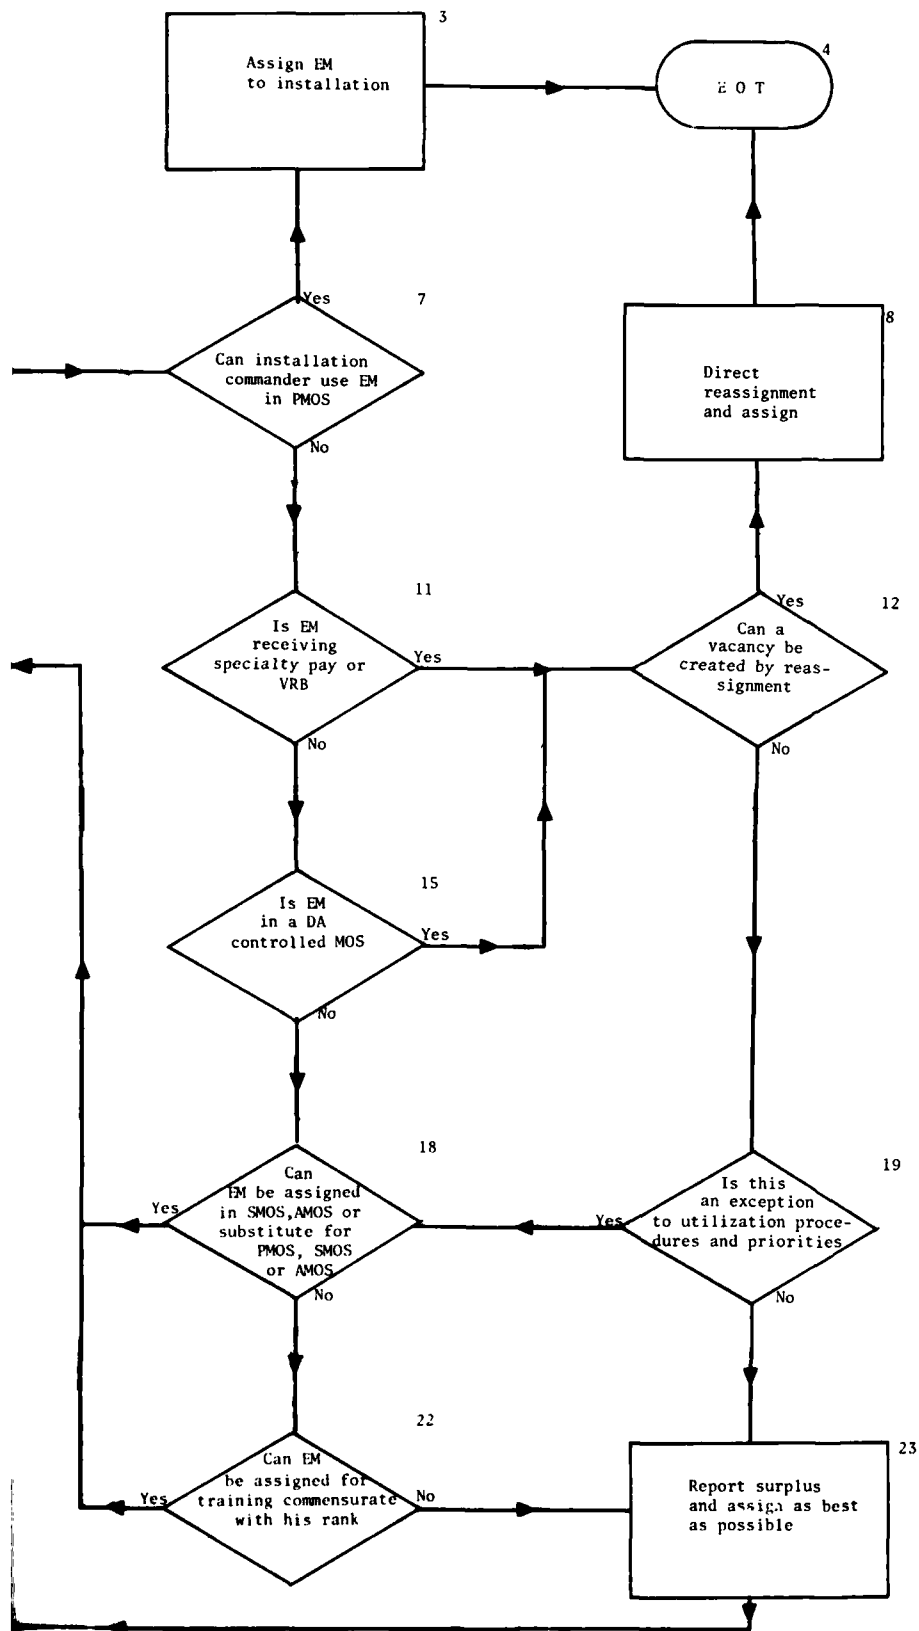 3
Assign EM
to installation
4
E O T
Yes
7
Can installation
commander use EM
in PMOS
No
8
Direct
reassignment
and assign
11
Is EM
receiving
specialty pay or
VRB
Yes
No
Yes
12
Can a
vacancy be
created by reas-
signment
No
15
Is EM
in a DA
controlled MOS
Yes
No
18
Can
EM be assigned
in SMOS,AMOS or
substitute for
PMOS, SMOS
or AMOS
Yes
No
19
Is this
an exception
to utilization proce-
dures and priorities
Yes
No
22
Can EM
be assigned for
training commensurate
with his rank
Yes
No
23
Report surplus
and assign as best
as possible